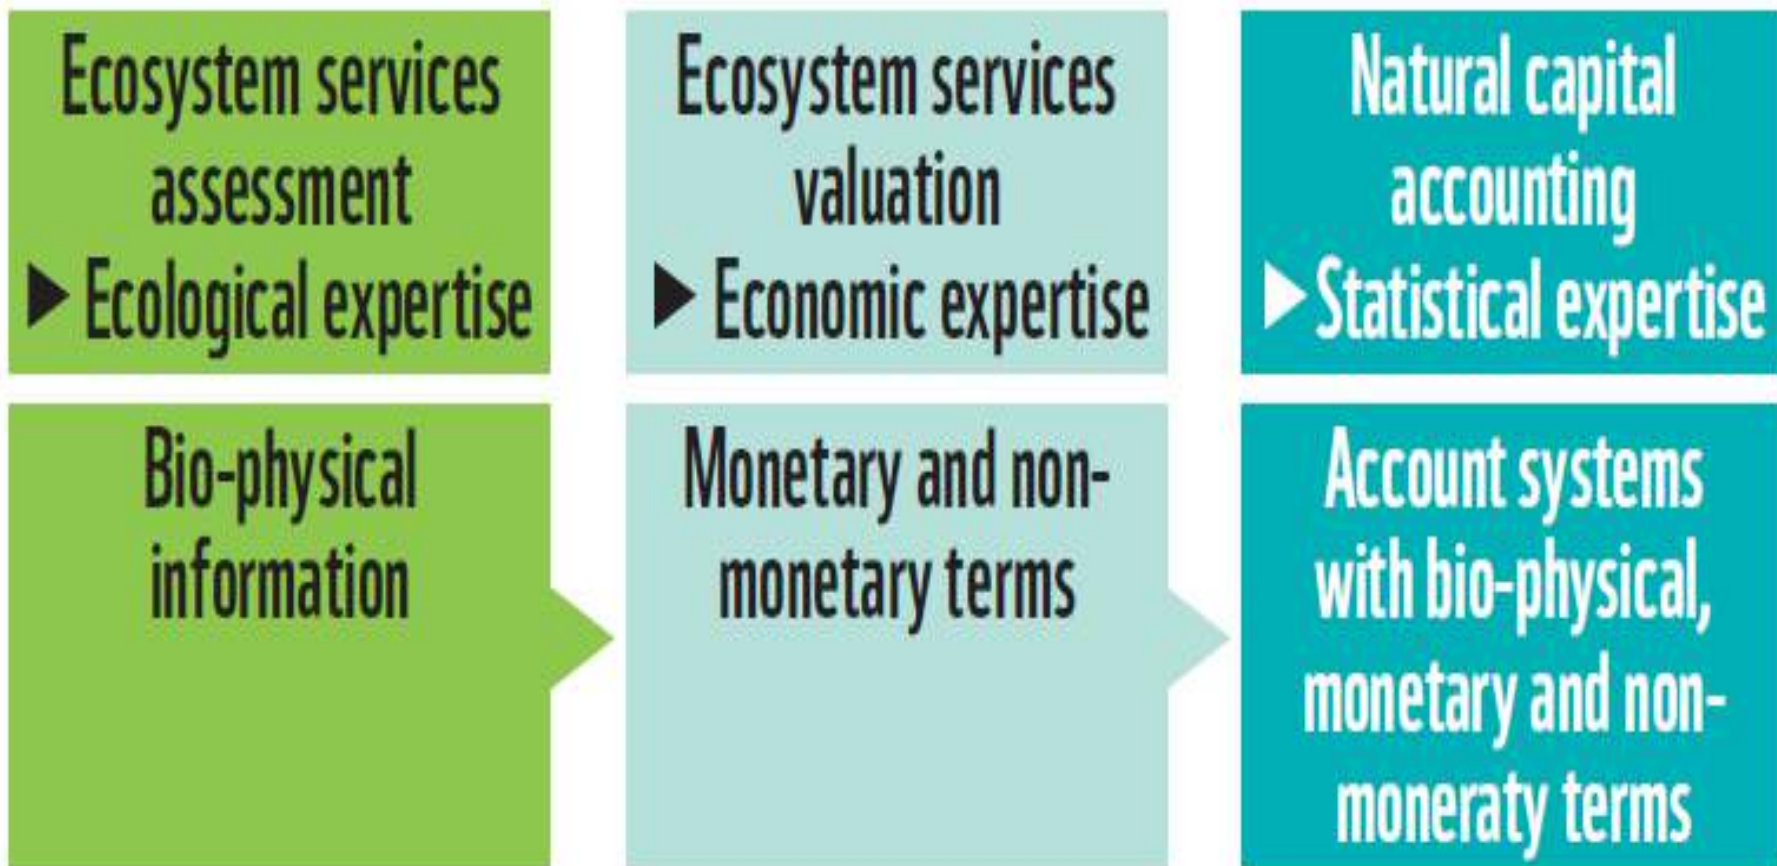 Ecosystem services
assessment
▶ Ecological expertise
Ecosystem services
valuation
▶ Economic expertise
Natural capital
accounting
▶ Statistical expertise
Bio-physical
information
Monetary and non-
monetary terms
Account systems
with bio-physical,
monetary and non-
moneraty terms